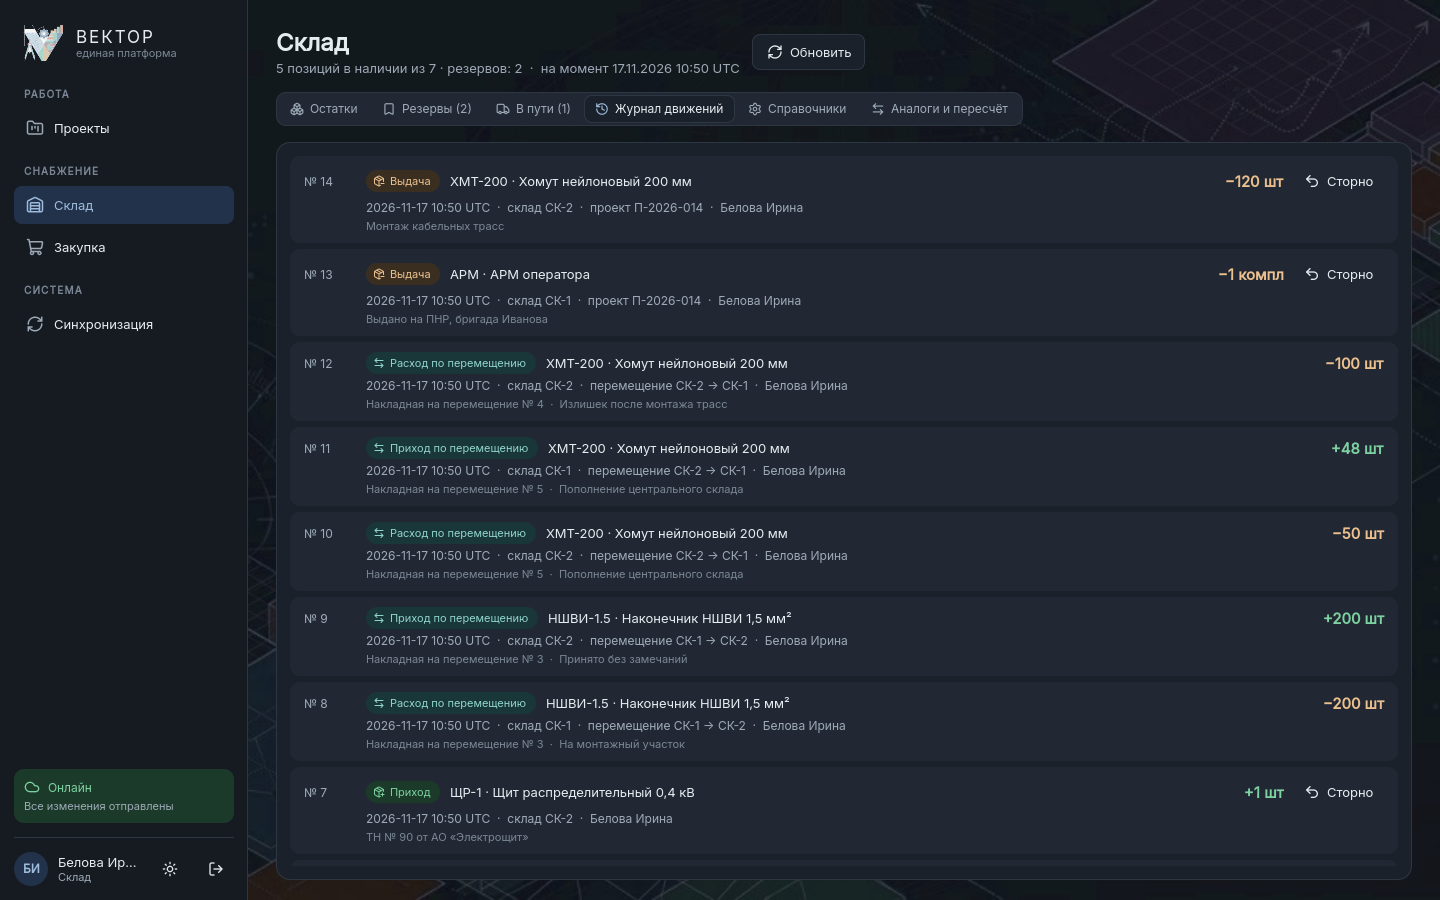 ВЕКТОР
единая платформа
РАБОТА
Проекты
СНАБЖЕНИЕ
Склад
Закупка
СИСТЕМА
Синхронизация
Онлайн
Все изменения отправлены
БИ
Белова Ир...
Склад
Склад
5 позиций в наличии из 7 · резервов: 2 · на момент 17.11.2026 10:50 UTC
Обновить
Остатки
Резервы (2)
В пути (1)
Журнал движений
Справочники
Аналоги и пересчёт
№ 14 Выдача ХМТ-200 · Хомут нейлоновый 200 мм −120 шт Сторно
2026-11-17 10:50 UTC · склад СК-2 · проект П-2026-014 · Белова Ирина
Монтаж кабельных трасс
№ 13 Выдача АРМ · АРМ оператора −1 компл Сторно
2026-11-17 10:50 UTC · склад СК-1 · проект П-2026-014 · Белова Ирина
Выдано на ПНР, бригада Иванова
№ 12 Расход по перемещению ХМТ-200 · Хомут нейлоновый 200 мм −100 шт
2026-11-17 10:50 UTC · склад СК-2 · перемещение СК-2 → СК-1 · Белова Ирина
Накладная на перемещение № 4 · Излишек после монтажа трасс
№ 11 Приход по перемещению ХМТ-200 · Хомут нейлоновый 200 мм +48 шт
2026-11-17 10:50 UTC · склад СК-1 · перемещение СК-2 → СК-1 · Белова Ирина
Накладная на перемещение № 5 · Пополнение центрального склада
№ 10 Расход по перемещению ХМТ-200 · Хомут нейлоновый 200 мм −50 шт
2026-11-17 10:50 UTC · склад СК-2 · перемещение СК-2 → СК-1 · Белова Ирина
Накладная на перемещение № 5 · Пополнение центрального склада
№ 9 Приход по перемещению НШВИ-1.5 · Наконечник НШВИ 1,5 мм² +200 шт
2026-11-17 10:50 UTC · склад СК-2 · перемещение СК-1 → СК-2 · Белова Ирина
Накладная на перемещение № 3 · Принято без замечаний
№ 8 Расход по перемещению НШВИ-1.5 · Наконечник НШВИ 1,5 мм² −200 шт
2026-11-17 10:50 UTC · склад СК-1 · перемещение СК-1 → СК-2 · Белова Ирина
Накладная на перемещение № 3 · На монтажный участок
№ 7 Приход ЩР-1 · Щит распределительный 0,4 кВ +1 шт Сторно
2026-11-17 10:50 UTC · склад СК-2 · Белова Ирина
ТН № 90 от АО «Электрощит»